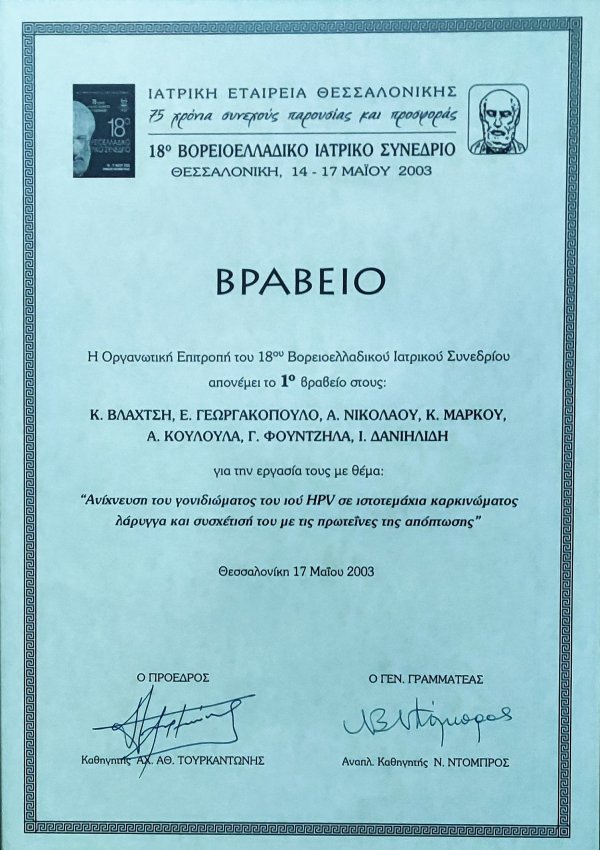 ΙΑΤΡΙΚΗ ΕΤΑΙΡΕΙΑ ΘΕΣΣΑΛΟΝΙΚΗΣ
75 χρόνια συνεχούς παρουσίας και προσφοράς
18º ΒΟΡΕΙΟΕΛΛΑΔΙΚΟ ΙΑΤΡΙΚΟ ΣΥΝΕΔΡΙΟ
ΘΕΣΣΑΛΟΝΙΚΗ, 14 - 17 ΜΑΪΟΥ 2003
18º
ΒΡΑΒΕΙΟ
Η Οργανωτική Επιτροπή του 18ου Βορειοελλαδικού Ιατρικού Συνεδρίου
απονέμει το 1º βραβείο στους:
Κ. ΒΛΑΧΤΣΗ, Ε. ΓΕΩΡΓΑΚΟΠΟΥΛΟ, Α. ΝΙΚΟΛΑΟΥ, Κ. ΜΑΡΚΟΥ,
Α. ΚΟΥΛΟΥΛΑ, Γ. ΦΟΥΝΤΖΗΛΑ, Ι. ΔΑΝΙΗΛΙΔΗ
για την εργασία τους με θέμα:
“Ανίχνευση του γονιδιώματος του ιού HPV σε ιστοτεμάχια καρκινώματος
λάρυγγα και συσχέτισή του με τις πρωτεΐνες της απόπτωσης”
Θεσσαλονίκη 17 Μαΐου 2003
Ο ΠΡΟΕΔΡΟΣ
Ο ΓΕΝ. ΓΡΑΜΜΑΤΕΑΣ
Καθηγητής ΑΧ. ΑΘ. ΤΟΥΡΚΑΝΤΩΝΗΣ
Αναπλ. Καθηγητής Ν. ΝΤΟΜΠΡΟΣ